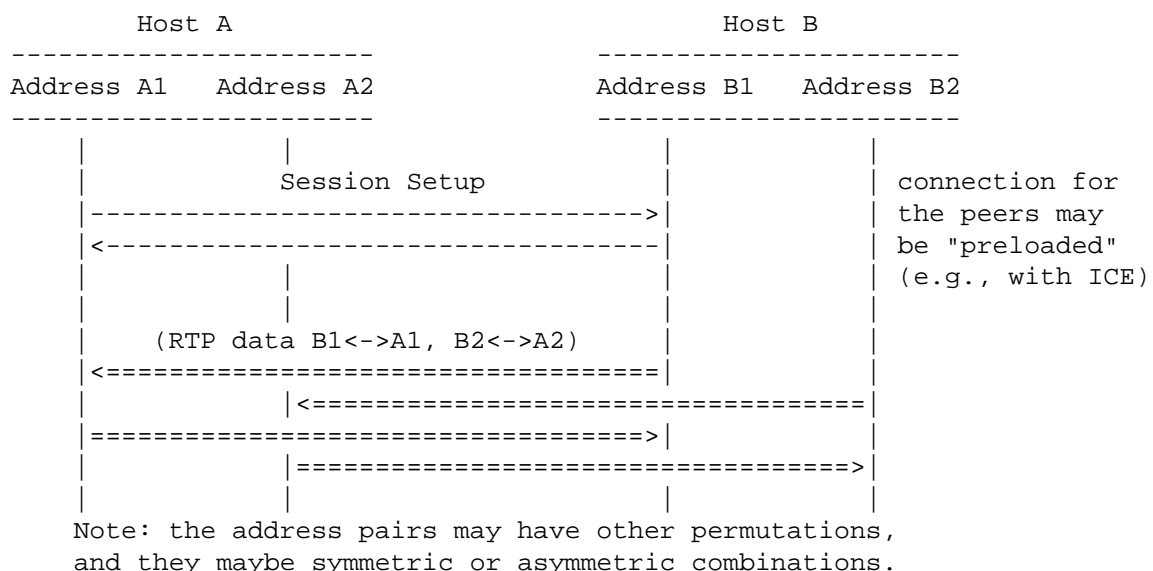 Host A Host B
----------------------- -----------------------
Address A1 Address A2 Address B1 Address B2
----------------------- -----------------------
| | | |
| Session Setup | | connection for
|----------------------------------->| | the peers may
|<-----------------------------------| | be "preloaded"
| | | | (e.g., with ICE)
| | | |
| (RTP data B1<->A1, B2<->A2) | |
|<===================================| |
| |<===================================|
|===================================>| |
| |===================================>|
| | | |
Note: the address pairs may have other permutations,
and they maybe symmetric or asymmetric combinations.